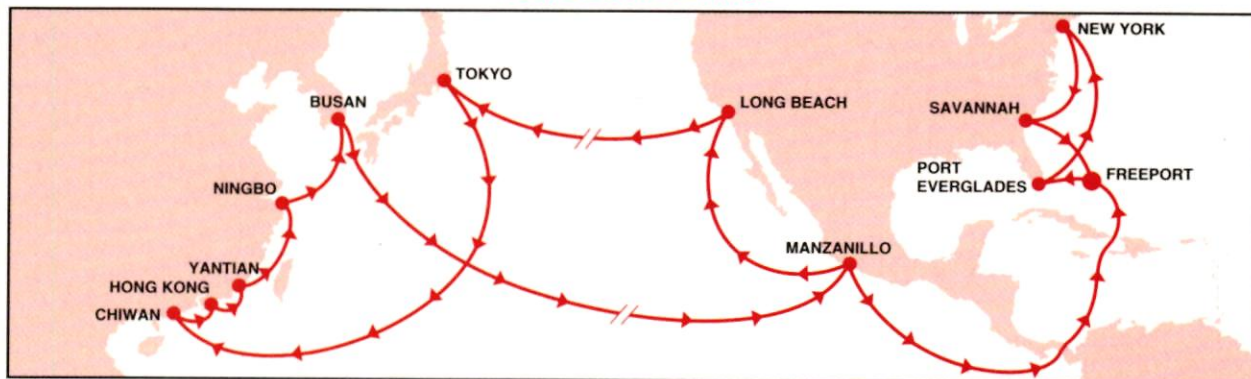 NEW YORK
TOKYO
BUSAN
LONG BEACH
SAVANNAH
PORT
EVERGLADES
FREEPORT
NINGBO
MANZANILLO
YANTIAN
HONG KONG
CHIWAN